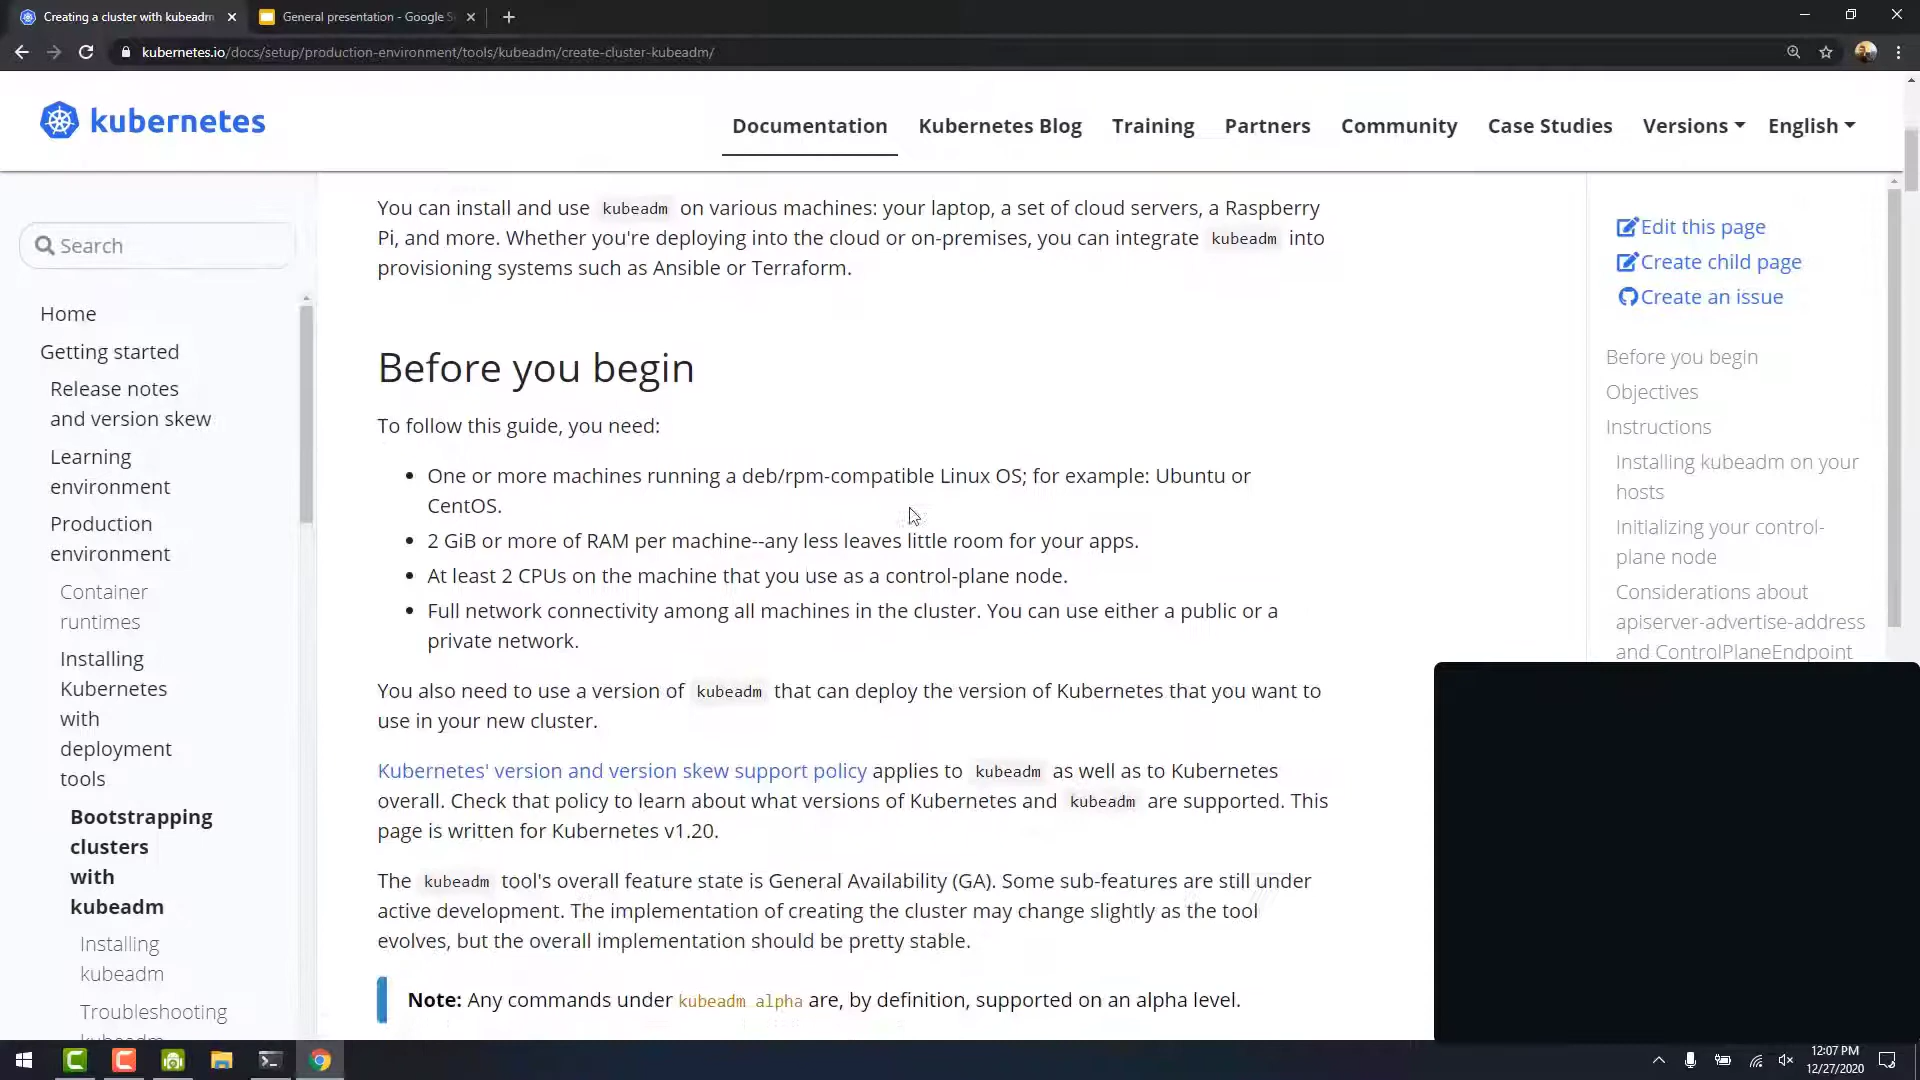 Creating a cluster with kubeadm
General presentation - Google S
kubernetes.io/docs/setup/production-environment/tools/kubeadm/create-cluster-kubeadm/
kubernetes
Documentation
Kubernetes Blog
Training
Partners
Community
Case Studies
Versions
English
Search
Home
Getting started
Release notes
and version skew
Learning
environment
Production
environment
Container
runtimes
Installing
Kubernetes
with
deployment
tools
Bootstrapping
clusters
with
kubeadm
Installing
kubeadm
Troubleshooting
kubeadm
You can install and use kubeadm on various machines: your laptop, a set of cloud servers, a Raspberry
Pi, and more. Whether you're deploying into the cloud or on-premises, you can integrate kubeadm into
provisioning systems such as Ansible or Terraform.
Before you begin
To follow this guide, you need:
One or more machines running a deb/rpm-compatible Linux OS; for example: Ubuntu or
CentOS.
2 GiB or more of RAM per machine--any less leaves little room for your apps.
At least 2 CPUs on the machine that you use as a control-plane node.
Full network connectivity among all machines in the cluster. You can use either a public or a
private network.
You also need to use a version of kubeadm that can deploy the version of Kubernetes that you want to
use in your new cluster.
Kubernetes' version and version skew support policy applies to kubeadm as well as to Kubernetes
overall. Check that policy to learn about what versions of Kubernetes and kubeadm are supported. This
page is written for Kubernetes v1.20.
The kubeadm tool's overall feature state is General Availability (GA). Some sub-features are still under
active development. The implementation of creating the cluster may change slightly as the tool
evolves, but the overall implementation should be pretty stable.
Note: Any commands under kubeadm alpha are, by definition, supported on an alpha level.
Edit this page
Create child page
Create an issue
Before you begin
Objectives
Instructions
Installing kubeadm on your
hosts
Initializing your control-
plane node
Considerations about
apiserver-advertise-address
and ControlPlaneEndpoint
12:07 PM
12/27/2020